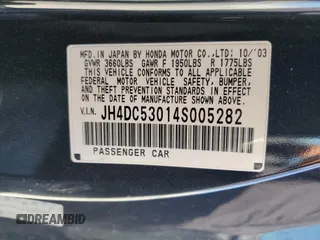 MFD. IN JAPAN BY HONDA MOTOR CO.,LTD: 10/'03
GVWR 3660LBS GAWR F 1950LBS R 1775LBS
THIS VEHICLE CONFORMS TO ALL APPLICABLE
FEDERAL MOTOR VEHICLE SAFETY, BUMPER,
AND THEFT PREVENTION STANDARDS IN EFFECT
ON THE DATE OF MANUFACTURE SHOWN ABOVE.
V.I.N. JH4DC53014S005282
PASSENGER CAR
DREAMBID